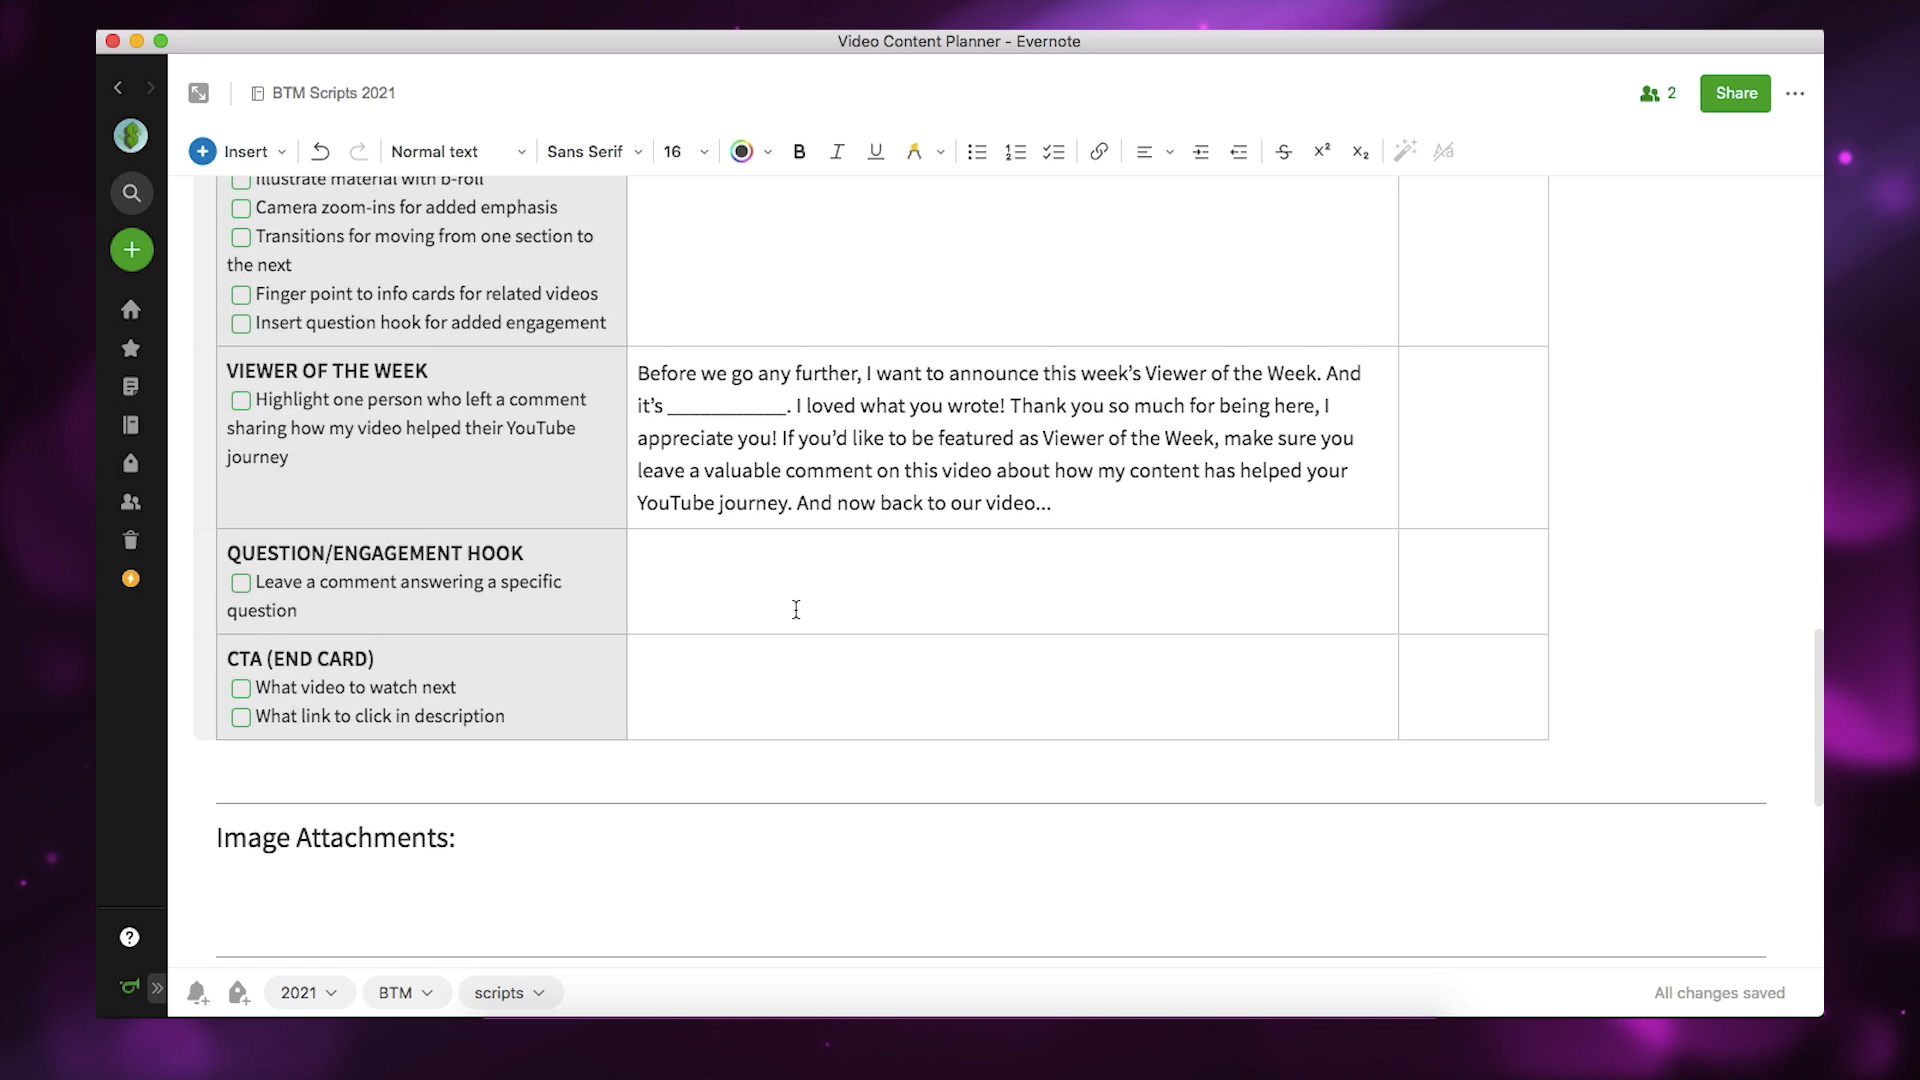 Video Content Planner - Evernote
BTM Scripts 2021
2
Share
Insert
Normal text
Sans Serif
16
Illustrate material with b-roll
Camera zoom-ins for added emphasis
Transitions for moving from one section to
the next
Finger point to info cards for related videos
Insert question hook for added engagement
VIEWER OF THE WEEK
Highlight one person who left a comment
sharing how my video helped their YouTube
journey
Before we go any further, I want to announce this week's Viewer of the Week. And
it's ____________. I loved what you wrote! Thank you so much for being here, I
appreciate you! If you'd like to be featured as Viewer of the Week, make sure you
leave a valuable comment on this video about how my content has helped your
YouTube journey. And now back to our video...
QUESTION/ENGAGEMENT HOOK
Leave a comment answering a specific
question
CTA (END CARD)
What video to watch next
What link to click in description
Image Attachments:
2021
BTM
scripts
All changes saved